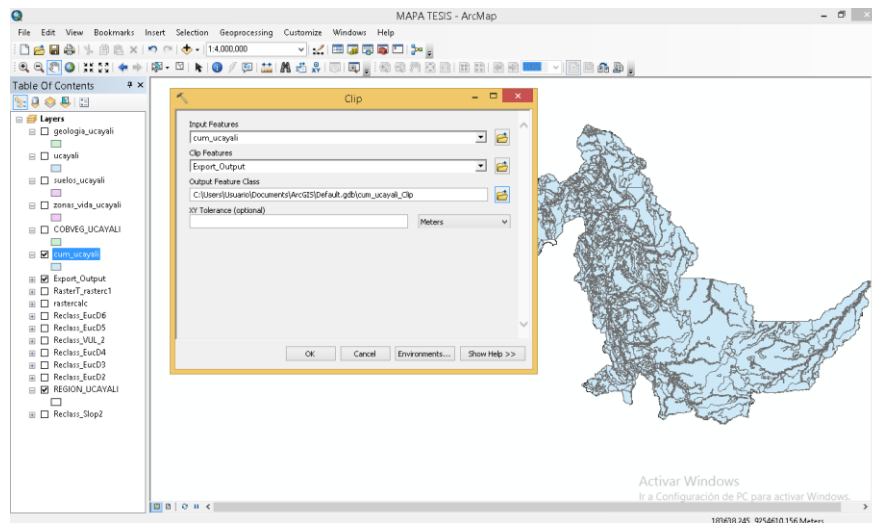 MAPA TESIS - ArcMap
File Edit View Bookmarks Insert Selection Geoprocessing Customize Windows Help
1:4,000,000
Table Of Contents
Layers
geologia_ucayali
ucayali
suelos_ucayali
zonas_vida_ucayali
COBVEG_UCAYALI
cum_ucayali
Export_Output
RasterT_rasterc1
rastercalc
Reclass_EucD6
Reclass_EucD5
Reclass_VUL_2
Reclass_EucD4
Reclass_EucD3
Reclass_EucD2
REGION_UCAYALI
Reclass_Slop2
Clip
Input Features
cum_ucayali
Clip Features
Export_Output
Output Feature Class
C:\Users\Usuario\Documents\ArcGIS\Default.gdb\cum_ucayali_Clip
XY Tolerance (optional)
Meters
OK Cancel Environments... Show Help >>
Activar Windows
Ir a Configuración de PC para activar Windows.
183638.245 9254610.156 Meters